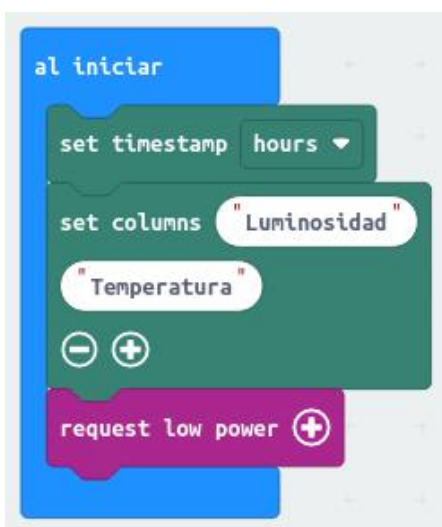 al iniciar
set timestamp hours
set columns "Luminosidad"
"Temperatura"
request low power